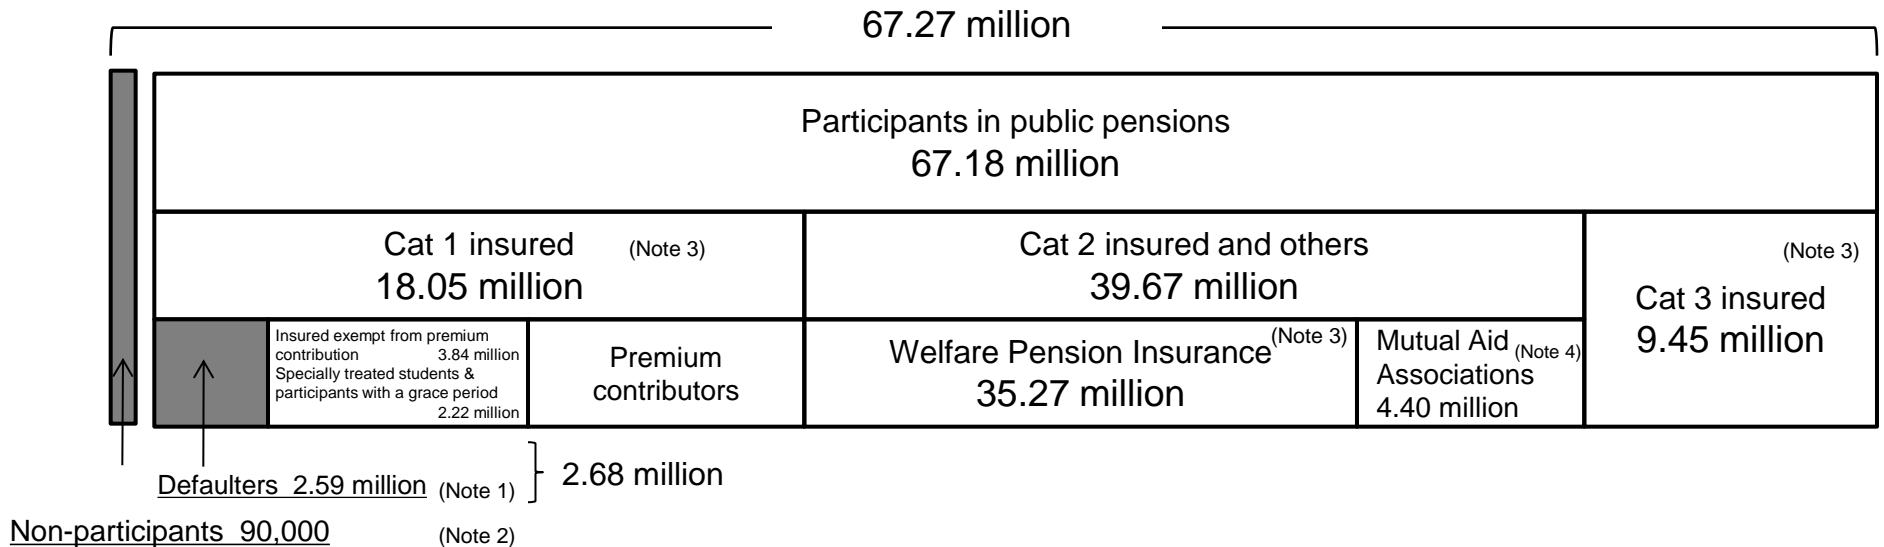 67.27 million
Participants in public pensions
67.18 million
Cat 1 insured (Note 3)
18.05 million
Cat 2 insured and others
39.67 million
(Note 3)
Cat 3 insured
9.45 million
Insured exempt from premium
contribution 3.84 million
Specially treated students &
participants with a grace period
2.22 million
Premium
contributors
Welfare Pension Insurance (Note 3)
35.27 million
Mutual Aid (Note 4)
Associations
4.40 million
Defaulters 2.59 million (Note 1)
2.68 million
Non-participants 90,000 (Note 2)